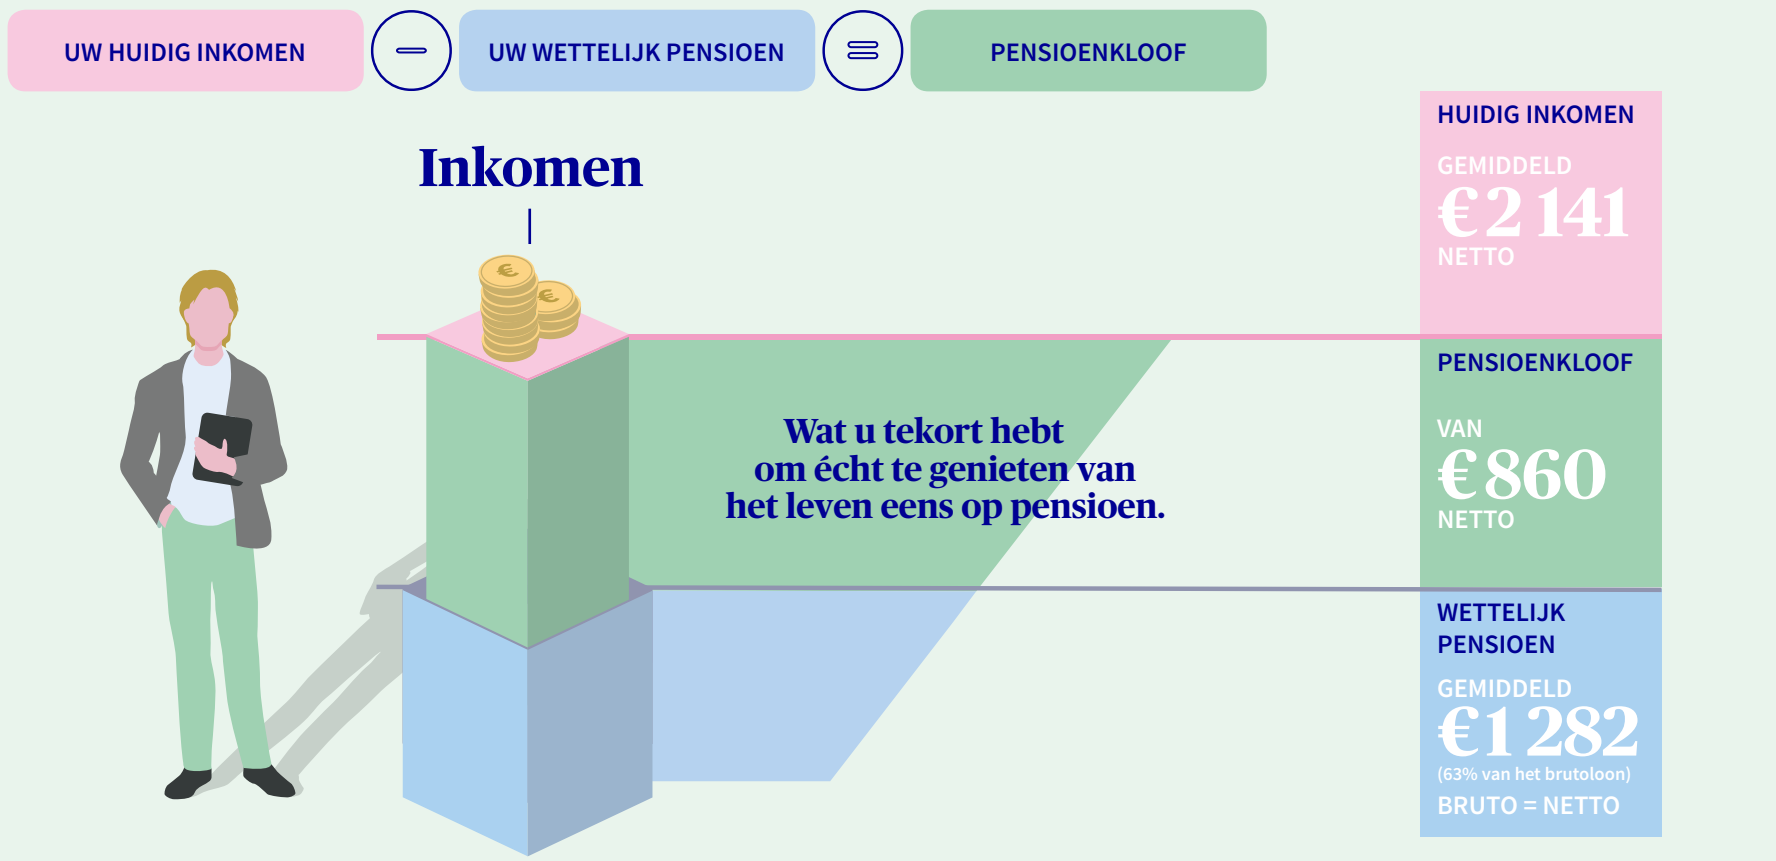 UW HUIDIG INKOMEN
UW WETTELIJK PENSIOEN
PENSIOENKLOOF
Inkomen
Wat u tekort hebt
om écht te genieten van
het leven eens op pensioen.
HUIDIG INKOMEN
GEMIDDELD
€ 2 141
NETTO
PENSIOENKLOOF
VAN
€ 860
NETTO
WETTELIJK
PENSIOEN
GEMIDDELD
€ 1 282
(63% van het brutoloon)
BRUTO = NETTO